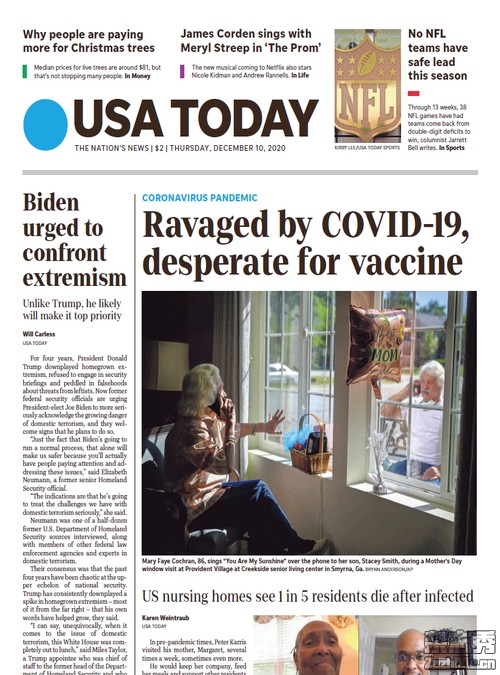 Why people are paying
more for Christmas trees
Median prices for live trees are around $81, but
that's not stopping many people. In Money
James Corden sings with
Meryl Streep in ‘The Prom’
The new musical coming to Netflix also stars
Nicole Kidman and Andrew Rannells. In Life
NFL
KIRBY LEE/USA TODAY SPORTS
No NFL
teams have
safe lead
this season
Through 13 weeks, 38
NFL games have had
teams come back from
double-digit deficits to
win, columnist Jarrett
Bell writes. In Sports
USA TODAY
THE NATION'S NEWS | $2 | THURSDAY, DECEMBER 10, 2020
Biden
urged to
confront
extremism
Unlike Trump, he likely
will make it top priority
Will Carless
USA TODAY
For four years, President Donald
Trump downplayed homegrown ex-
tremism, refused to engage in security
briefings and peddled in falsehoods
about threats from leftists. Now former
federal security officials are urging
President-elect Joe Biden to more seri-
ously acknowledge the growing danger
of domestic terrorism, and they wel-
come signs that he plans to do so.
“Just the fact that Biden's going to
run a normal process, that alone will
make us safer because you'll actually
have people paying attention and ad-
dressing these issues,” said Elizabeth
Neumann, a former senior Homeland
Security official.
“The indications are that he's going
to treat the challenges we have with
domestic terrorism seriously,” she said.
Neumann was one of a half-dozen
former U.S. Department of Homeland
Security sources interviewed, along
with members of other federal law
enforcement agencies and experts in
domestic terrorism.
Their consensus was that the past
four years have been chaotic at the up-
per echelon of national security.
Trump has consistently downplayed a
spike in homegrown extremism – most
of it from the far right – that his own
words have helped grow, they said.
“I can say, unequivocally, when it
comes to the issue of domestic
terrorism, this White House was com-
pletely out to lunch,” said Miles Taylor,
a Trump appointee who was chief of
staff to the former head of the Depart-
ment of Homeland Security and who
CORONAVIRUS PANDEMIC
Ravaged by COVID-19,
desperate for vaccine
MOM
Mary Faye Cochran, 86, sings “You Are My Sunshine” over the phone to her son, Stacey Smith, during a Mother's Day
window visit at Provident Village at Creekside senior living center in Smyrna, Ga.
US nursing homes see 1 in 5 residents die after infected
Karen Weintraub
USA TODAY
In pre-pandemic times, Peter Karris
visited his mother, Margaret, several
times a week, sometimes even more.
He would keep her company, feed
her meals and support other residents